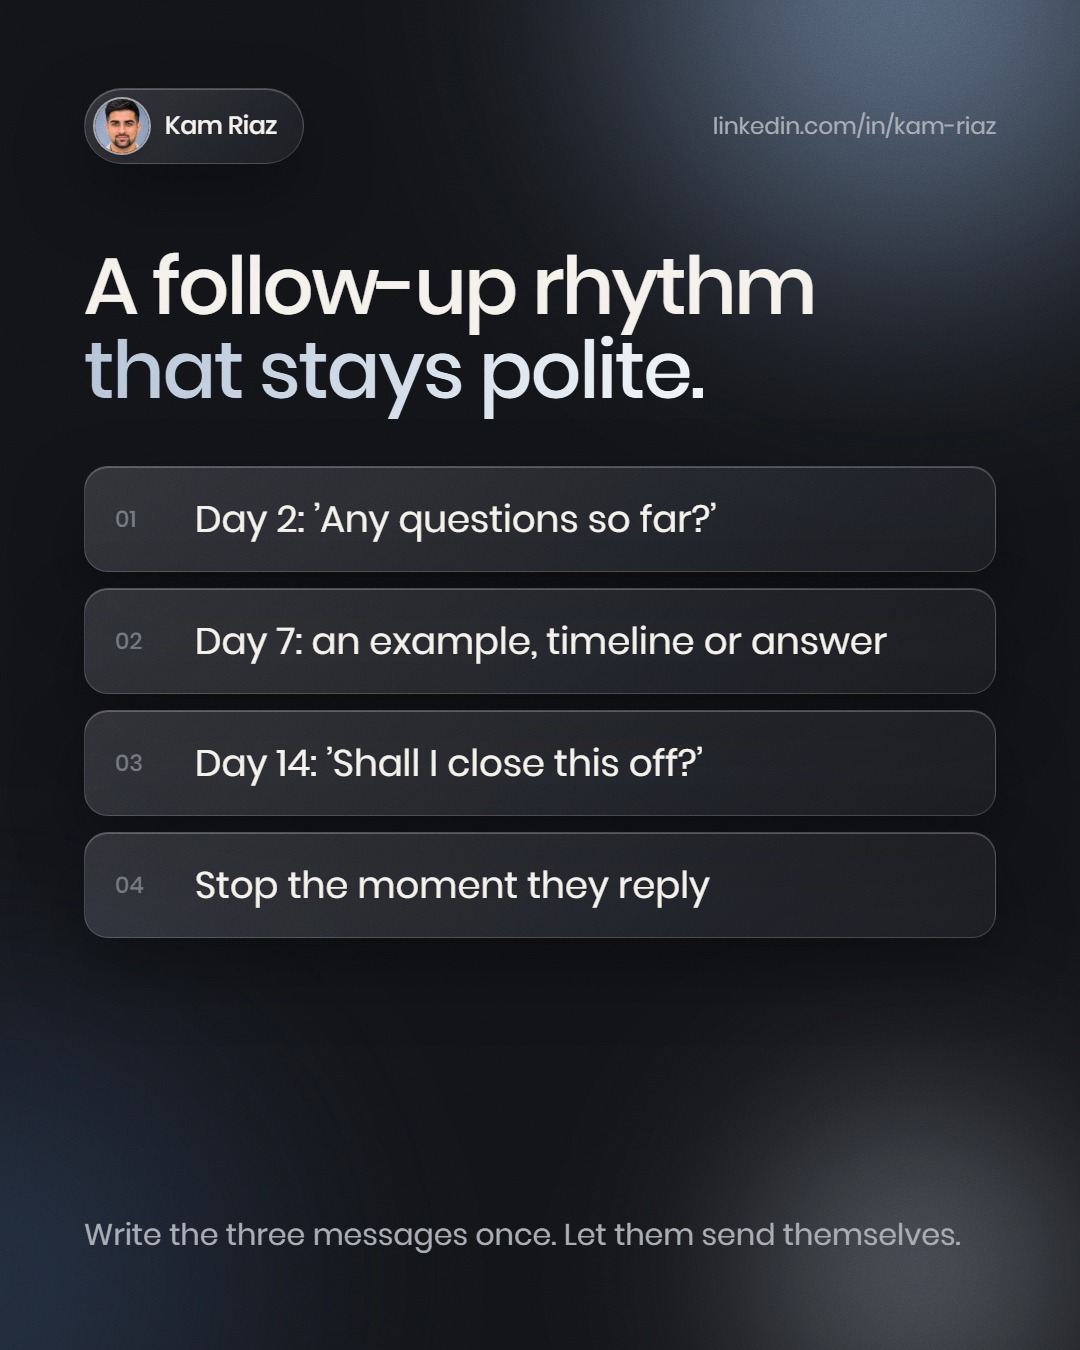 Kam Riaz
linkedin.com/in/kam-riaz
A follow-up rhythm
that stays polite.
01 Day 2: ’Any questions so far?’
02 Day 7: an example, timeline or answer
03 Day 14: ’Shall I close this off?’
04 Stop the moment they reply
Write the three messages once. Let them send themselves.